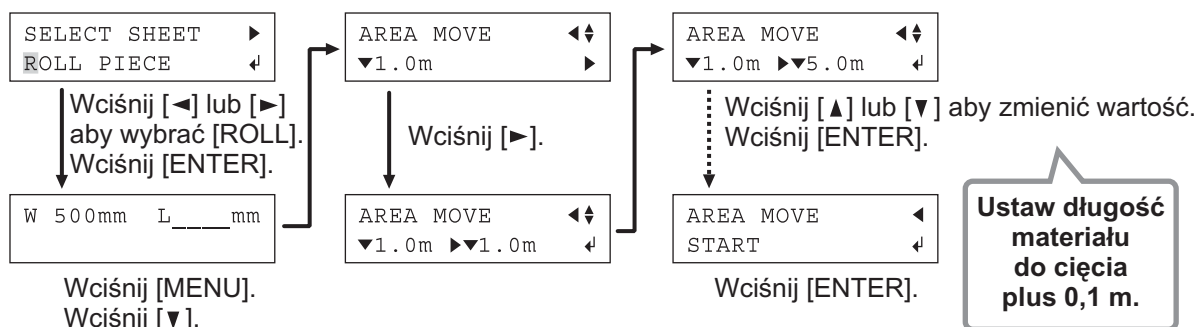 SELECT SHEET ▶
ROLL PIECE ↲
Wciśnij [◄] lub [►]
aby wybrać [ROLL].
Wciśnij [ENTER].
W 500mm L____mm
Wciśnij [MENU].
Wciśnij [▼].
AREA MOVE ◀▲▼
▼1.0m ▶
Wciśnij [►].
AREA MOVE ◀▲▼
▼1.0m ▶▼1.0m ↲
AREA MOVE ◀▲▼
▼1.0m ▶▼5.0m ↲
Wciśnij [▲] lub [▼] aby zmienić wartość.
Wciśnij [ENTER].
AREA MOVE ◀
START ↲
Wciśnij [ENTER].
Ustaw długość
materiału
do cięcia
plus 0,1 m.